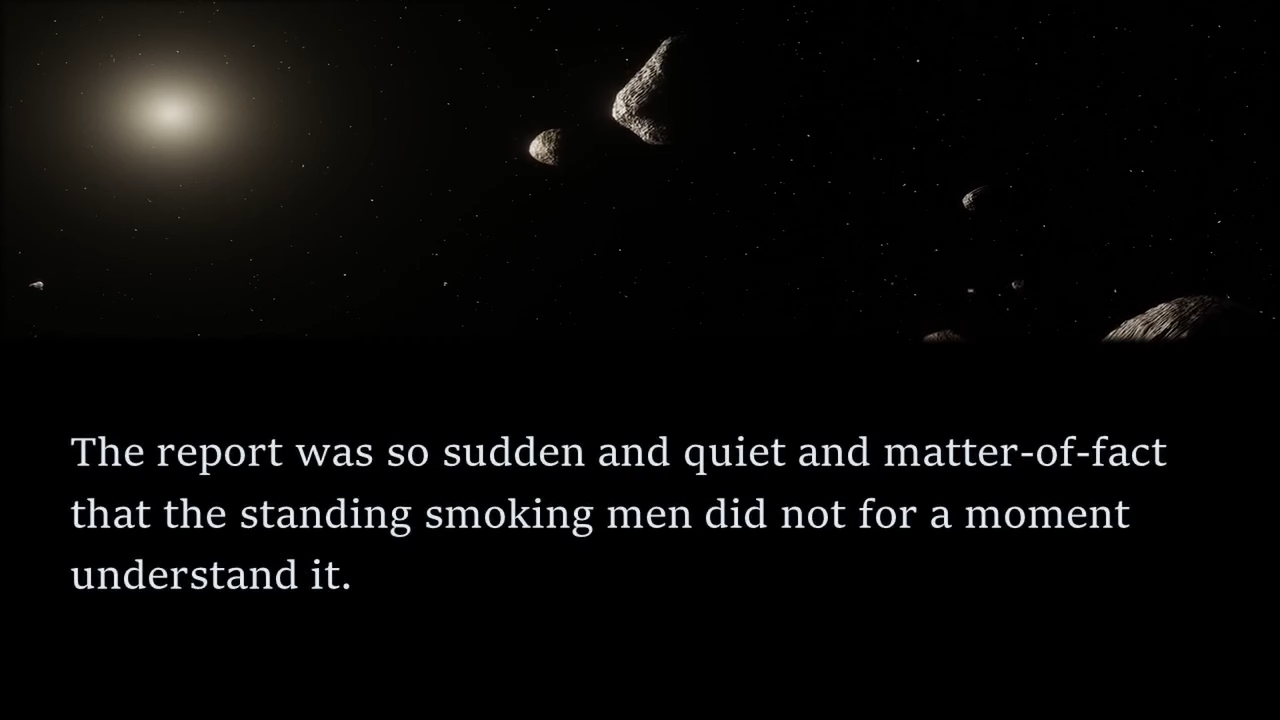 The report was so sudden and quiet and matter-of-fact
that the standing smoking men did not for a moment
understand it.